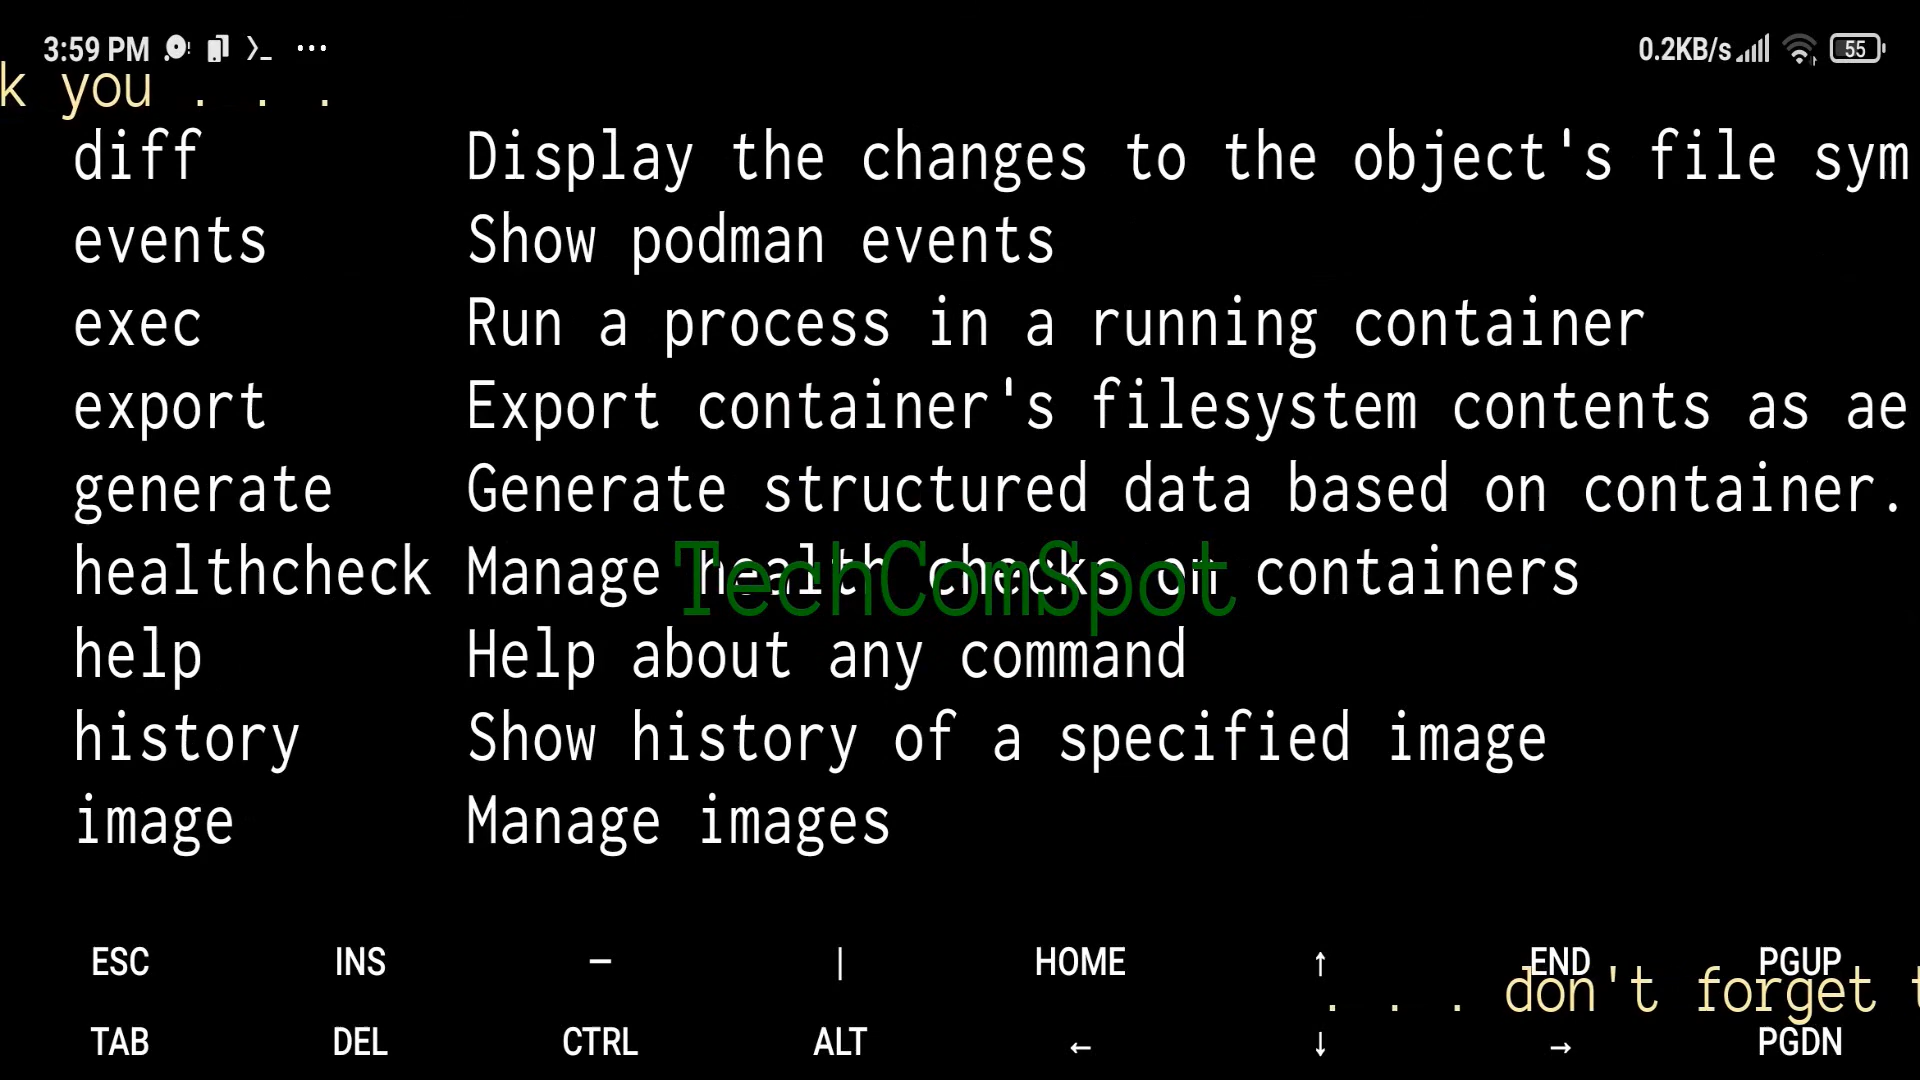 3:59 PM ... 0.2KB/s 55
k you . . .
diff Display the changes to the object's file sym
events Show podman events
exec Run a process in a running container
export Export container's filesystem contents as ae
generate Generate structured data based on container.
healthcheck Manage health checks on containers
TechComSpot
help Help about any command
history Show history of a specified image
image Manage images
ESC INS — | HOME ↑ END PGUP
. . . don't forget t
TAB DEL CTRL ALT ← ↓ → PGDN